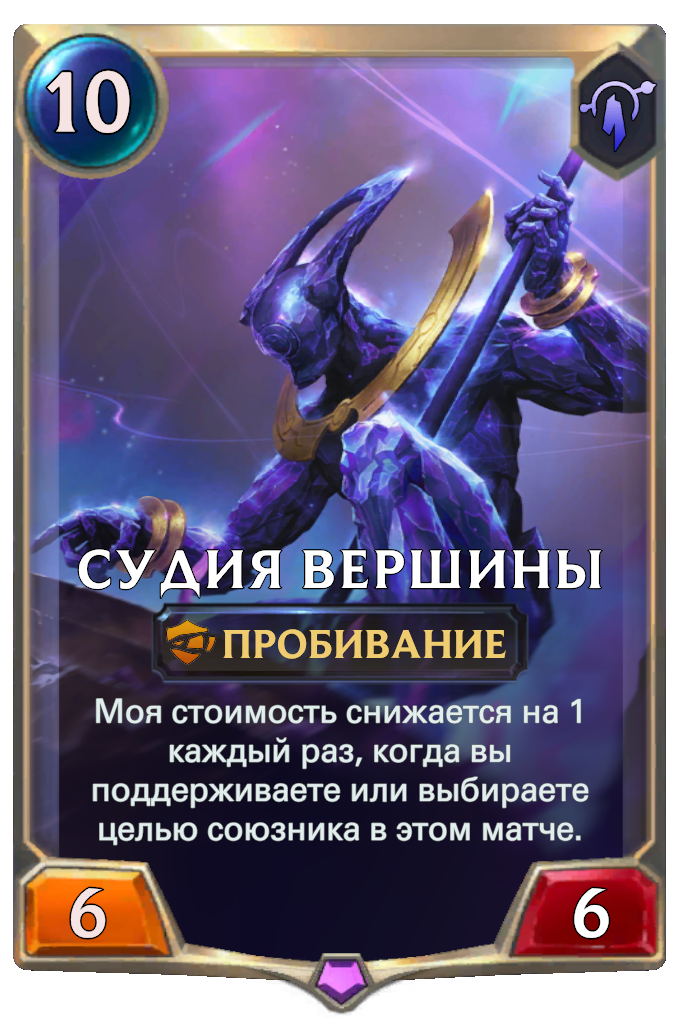 10
СУДИЯ ВЕРШИНЫ
ПРОБИВАНИЕ
Моя стоимость снижается на 1
каждый раз, когда вы
поддерживаете или выбираете
целью союзника в этом матче.
6
6